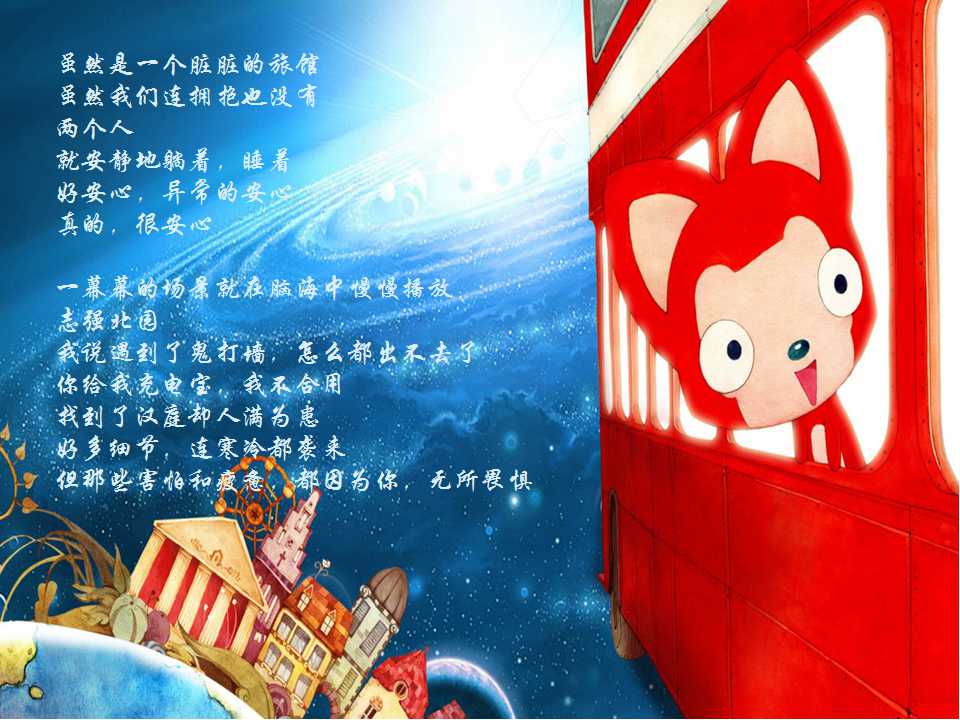 虽然是一个脏脏的旅馆
虽然我们连拥抱也没有
两个人
就安静地躺着，睡着
好安心，异常的安心
真的，很安心
一幕幕的场景就在脑海中慢慢播放
志强北园
我说遇到了鬼打墙，怎么都出不去了
你给我充电宝，我不会用
找到了汉庭却人满为患
好多细节，连寒冷都袭来
但那些害怕和疲惫，都因为你，无所畏惧